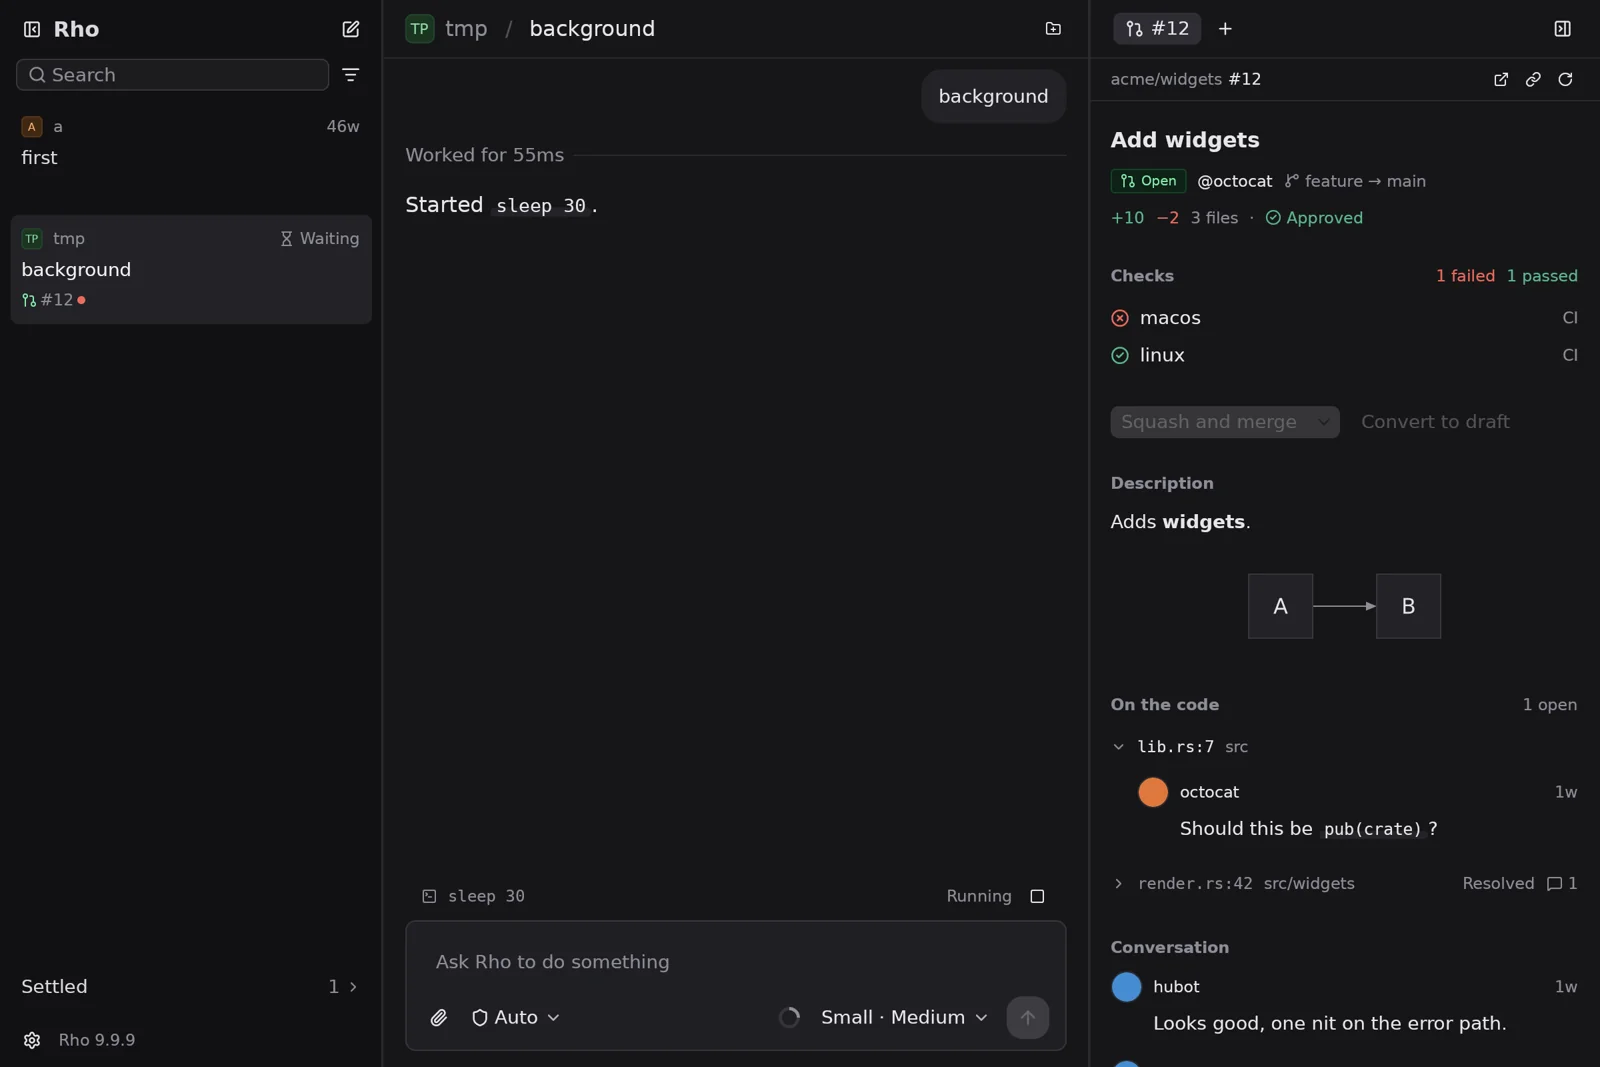 Rho
Search
A a 46w
first
TP tmp Waiting
background
#12
Settled 1
Rho 9.9.9
TP tmp / background
background
Worked for 55ms
Started sleep 30.
sleep 30 Running
Ask Rho to do something
Auto Small · Medium
#12 +
acme/widgets #12
Add widgets
Open @octocat feature → main
+10 −2 3 files · Approved
Checks 1 failed 1 passed
macos CI
linux CI
Squash and merge Convert to draft
Description
Adds widgets.
A B
On the code 1 open
lib.rs:7 src
octocat 1w
Should this be pub(crate)?
render.rs:42 src/widgets Resolved 1
Conversation
hubot 1w
Looks good, one nit on the error path.